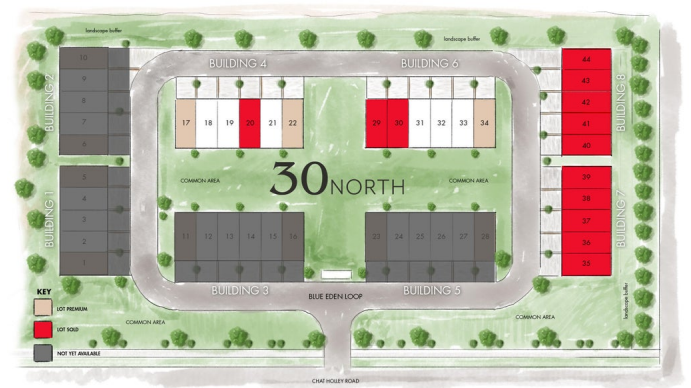 landscape buffer
landscape buffer
BUILDING 4
BUILDING 6
BUILDING 2
10
9
8
7
6
17 18 19 20 21 22
29 30 31 32 33 34
44
43
42
41
40
BUILDING 8
COMMON AREA
30 NORTH
COMMON AREA
BUILDING 1
5
4
3
2
1
11 12 13 14 15 16
23 24 25 26 27 28
39
38
37
36
35
BUILDING 7
BUILDING 3
BLUE EDEN LOOP
BUILDING 5
landscape buffer
KEY
LOT PREMIUM
LOT SOLD
NOT YET AVAILABLE
COMMON AREA
COMMON AREA
CHAT HOLLEY ROAD